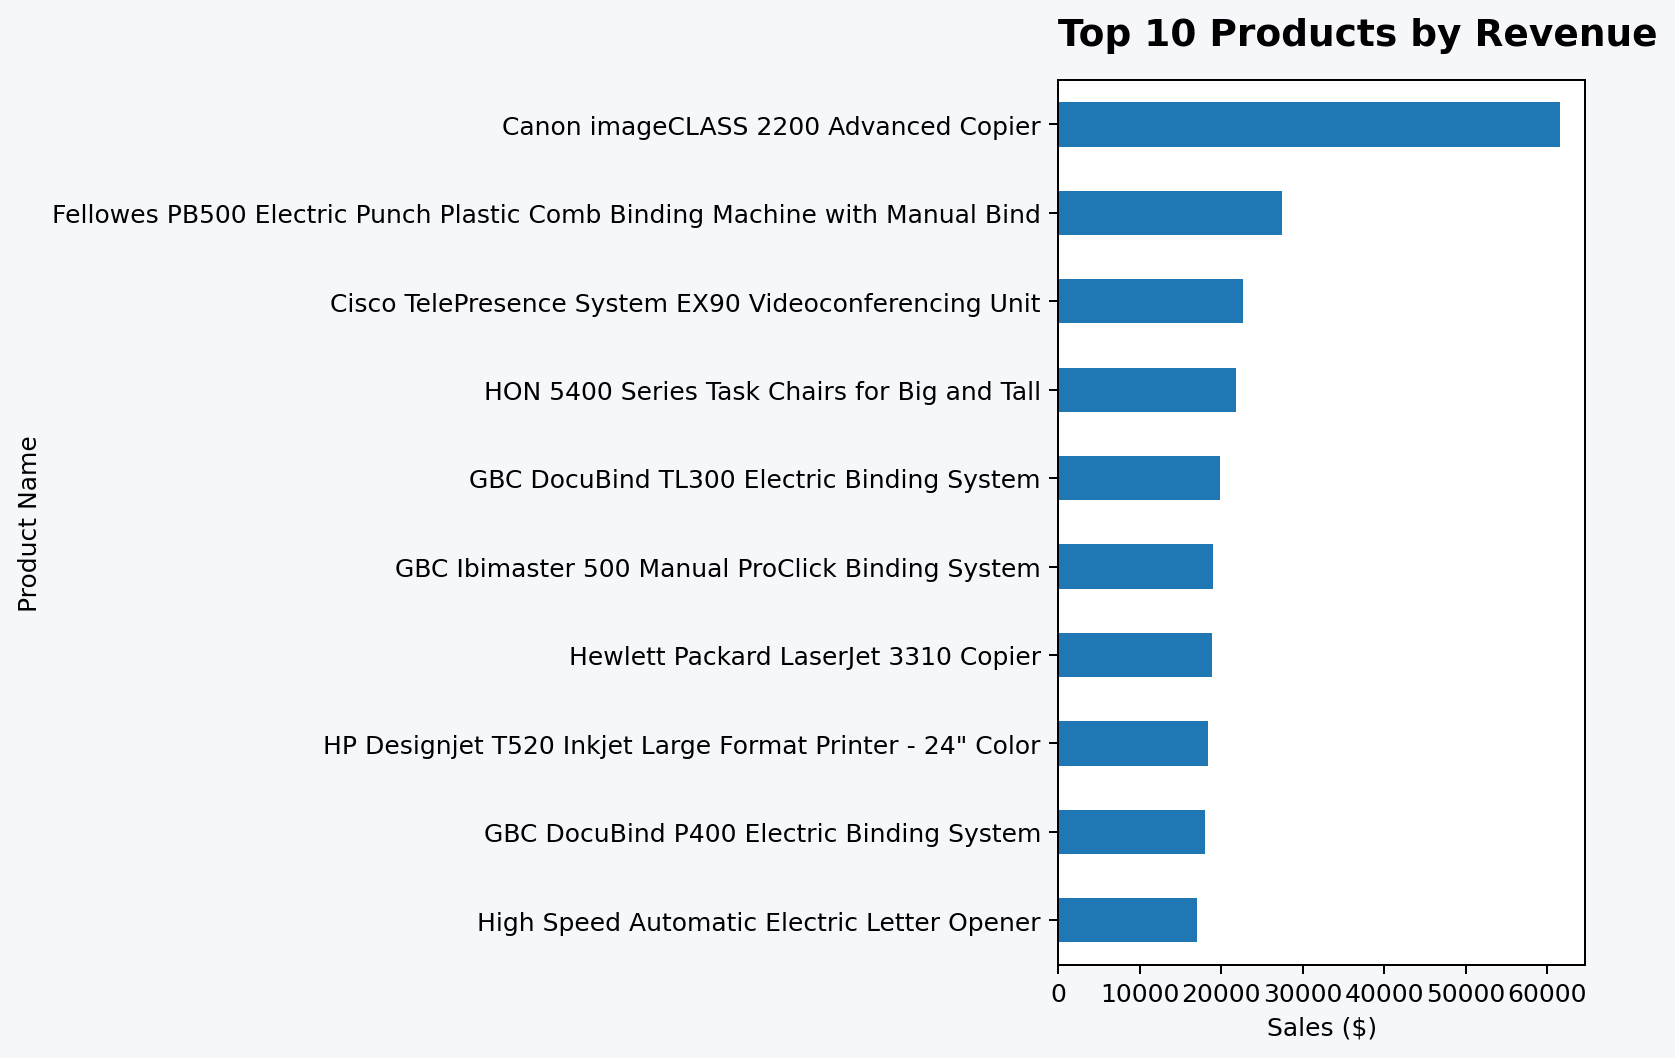 Top 10 Products by Revenue
Canon imageCLASS 2200 Advanced Copier
Fellowes PB500 Electric Punch Plastic Comb Binding Machine with Manual Bind
Cisco TelePresence System EX90 Videoconferencing Unit
HON 5400 Series Task Chairs for Big and Tall
GBC DocuBind TL300 Electric Binding System
GBC Ibimaster 500 Manual ProClick Binding System
Hewlett Packard LaserJet 3310 Copier
HP Designjet T520 Inkjet Large Format Printer - 24" Color
GBC DocuBind P400 Electric Binding System
High Speed Automatic Electric Letter Opener
Product Name
0 10000 20000 30000 40000 50000 60000
Sales ($)